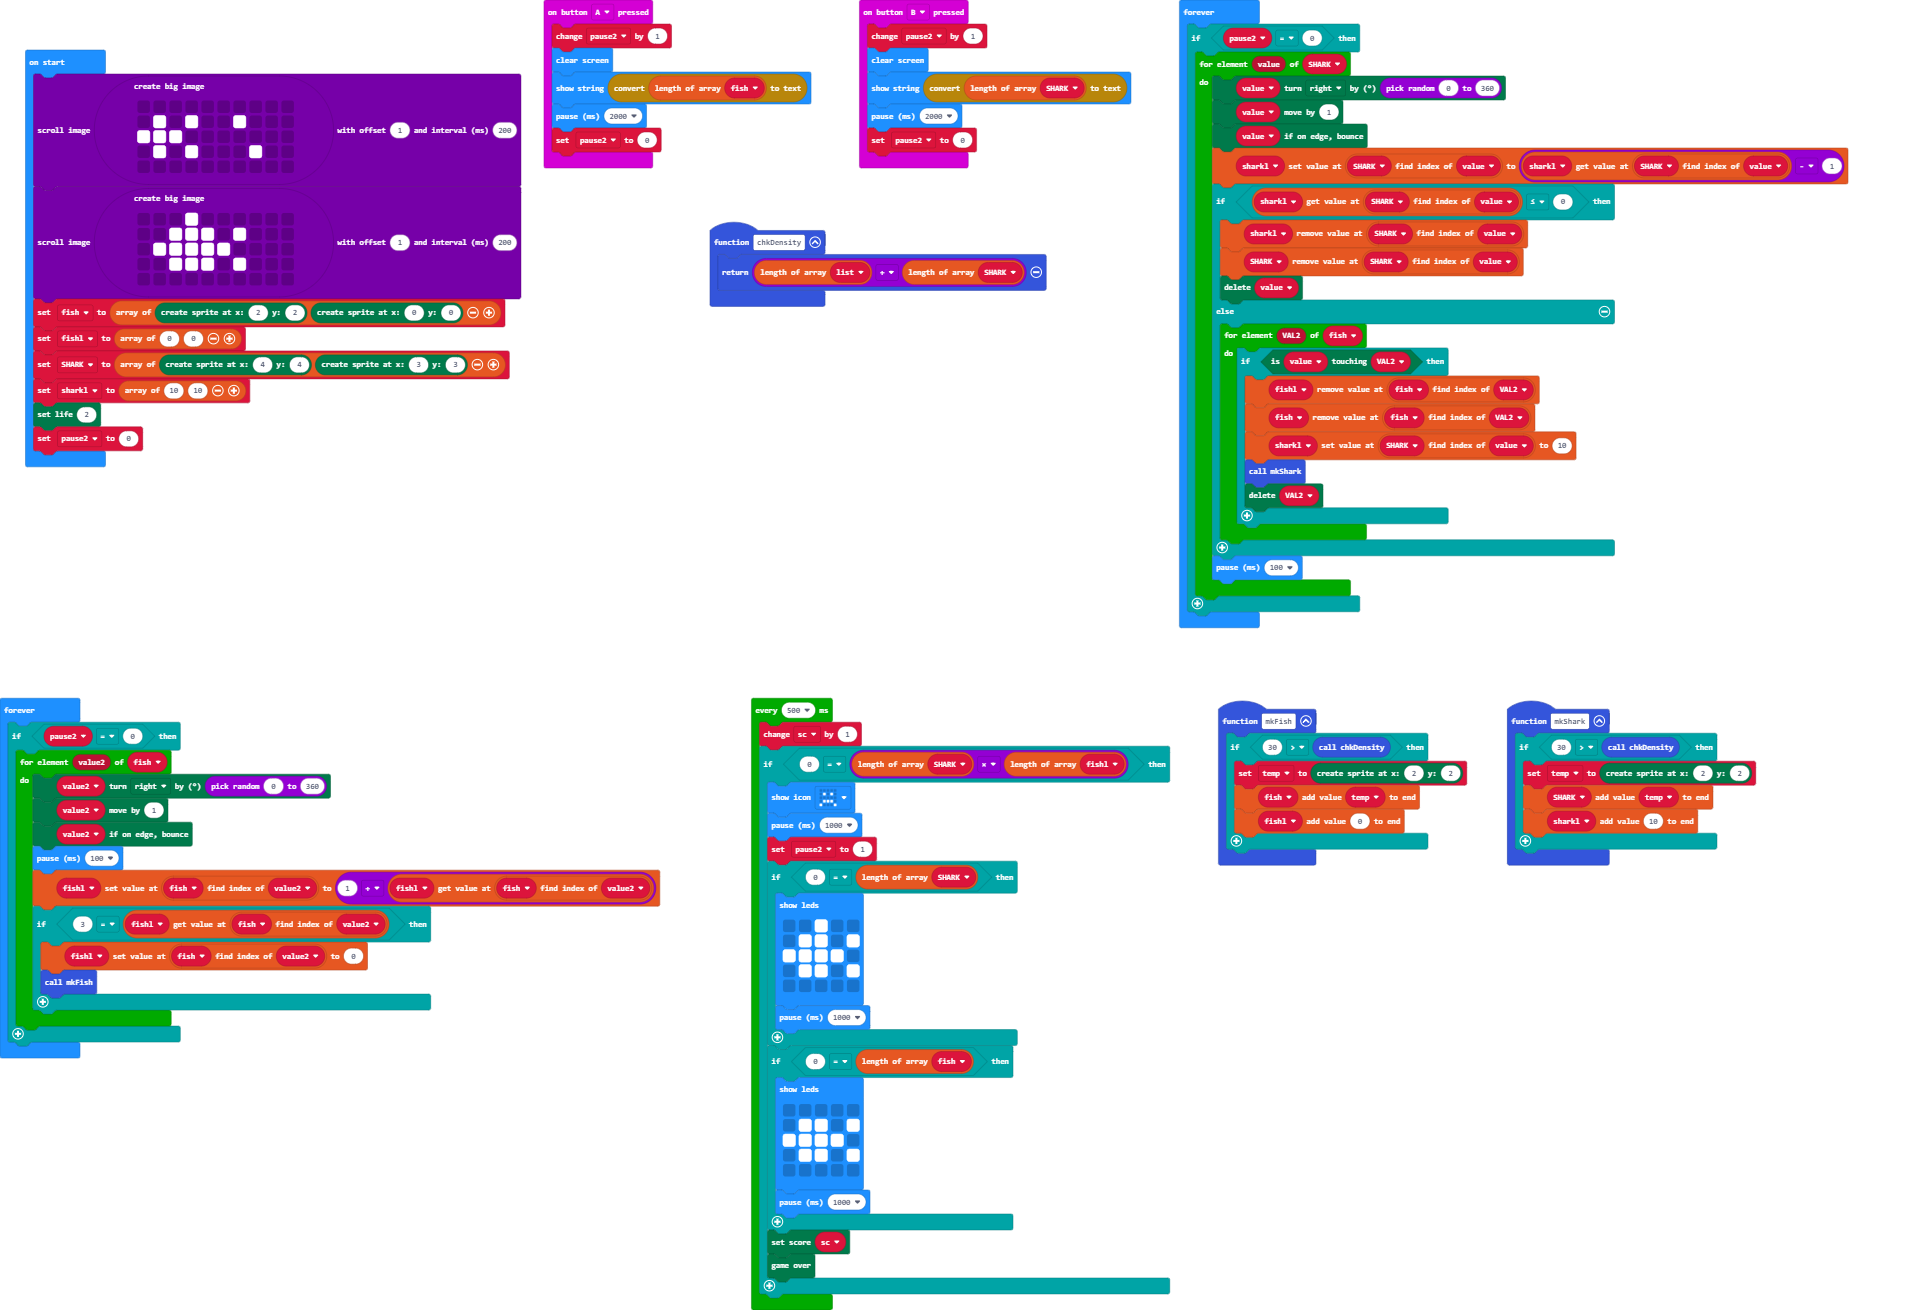 on start
create big image
scroll image with offset 1 and interval (ms) 200
create big image
scroll image with offset 1 and interval (ms) 200
set fish to array of create sprite at x: 2 y: 2 create sprite at x: 0 y: 0
set fishl to array of 0 0
set SHARK to array of create sprite at x: 4 y: 4 create sprite at x: 3 y: 3
set sharkl to array of 10 10
set life 2
set pause2 to 0
on button A pressed
change pause2 by 1
clear screen
show string convert length of array fish to text
pause (ms) 2000
set pause2 to 0
on button B pressed
change pause2 by 1
clear screen
show string convert length of array SHARK to text
pause (ms) 2000
set pause2 to 0
function chkDensity
return length of array list + length of array SHARK
forever
if pause2 = 0 then
for element value of SHARK
do value turn right by (°) pick random 0 to 360
value move by 1
value if on edge, bounce
sharkl set value at SHARK find index of value to sharkl get value at SHARK find index of value - 1
if sharkl get value at SHARK find index of value ≤ 0 then
sharkl remove value at SHARK find index of value
SHARK remove value at SHARK find index of value
delete value
else
for element VAL2 of fish
do if is value touching VAL2 then
fishl remove value at fish find index of VAL2
fish remove value at fish find index of VAL2
sharkl set value at SHARK find index of value to 10
call mkShark
delete VAL2
pause (ms) 100
forever
if pause2 = 0 then
for element value2 of fish
do value2 turn right by (°) pick random 0 to 360
value2 move by 1
value2 if on edge, bounce
pause (ms) 100
fishl set value at fish find index of value2 to 1 + fishl get value at fish find index of value2
if 3 = fishl get value at fish find index of value2 then
fishl set value at fish find index of value2 to 0
call mkFish
every 500 ms
change sc by 1
if 0 = length of array SHARK × length of array fishl then
show icon
pause (ms) 1000
set pause2 to 1
if 0 = length of array SHARK then
show leds
pause (ms) 1000
if 0 = length of array fish then
show leds
pause (ms) 1000
set score sc
game over
function mkFish
if 30 > call chkDensity then
set temp to create sprite at x: 2 y: 2
fish add value temp to end
fishl add value 0 to end
function mkShark
if 30 > call chkDensity then
set temp to create sprite at x: 2 y: 2
SHARK add value temp to end
sharkl add value 10 to end